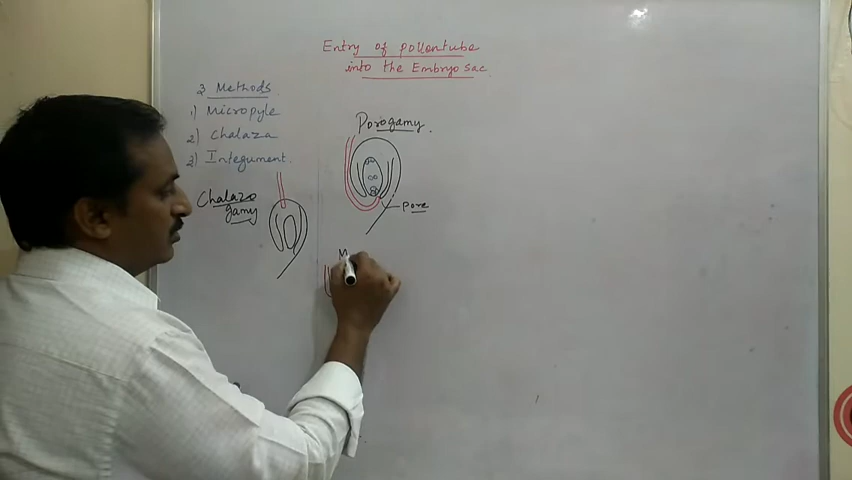 Entry of pollentube
into the Embryo sac.
3 Methods
1) Micropyle
2) Chalaza
3) Integument.
Porogamy.
Chalazo
gamy
pore
M